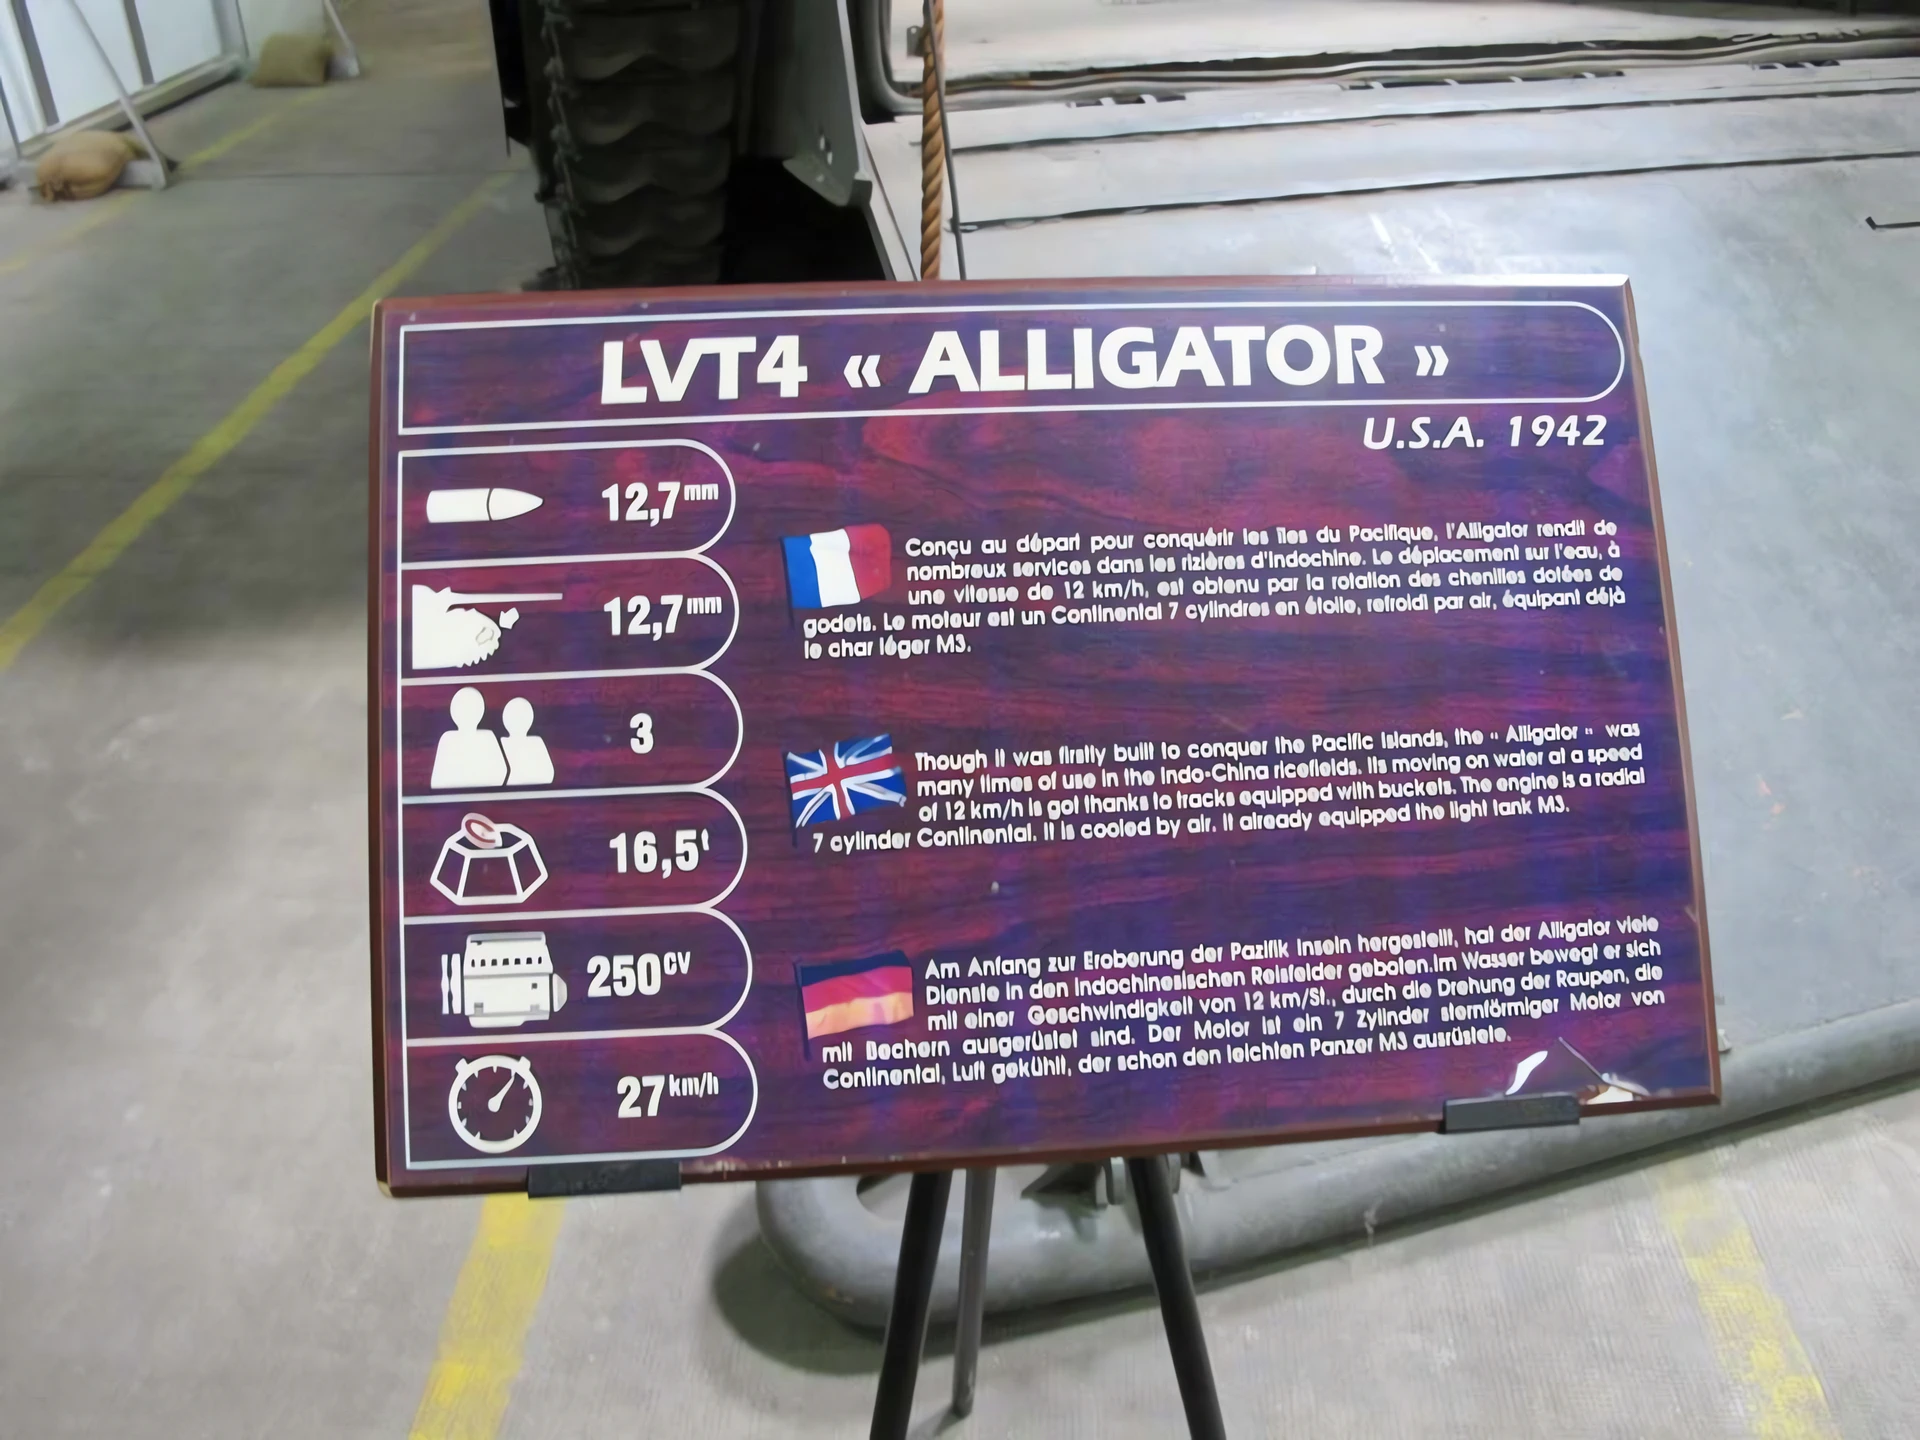 LVT4 « ALLIGATOR »
U.S.A. 1942
12,7mm
12,7mm
3
16,5t
250CV
27km/h
Conçu au départ pour conquérir les îles du Pacifique, l'Alligator rendit de
nombreux services dans les rizières d'Indochine. Le déplacement sur l'eau, à
une vitesse de 12 km/h, est obtenu par la rotation des chenilles dotées de
godets. Le moteur est un Continental 7 cylindres en étoile, refroidi par air, équipant déjà
le char léger M3.
Though it was firstly built to conquer the Pacific Islands, the " Alligator " was
many times of use in the Indo-China ricefields. Its moving on water at a speed
of 12 km/h is got thanks to tracks equipped with buckets. The engine is a radial
7 cylinder Continental. It is cooled by air. It already equipped the light tank M3.
Am Anfang zur Eroberung der Pazifik Inseln hergestellt, hat der Alligator viele
Dienste in den Indochinesischen Reisfelder geboten.Im Wasser bewegt er sich
mit einer Geschwindigkeit von 12 km/St., durch die Drehung der Raupen, die
mit Bechern ausgerüstet sind. Der Motor ist ein 7 Zylinder sternförmiger Motor von
Continental, Luft gekühlt, der schon den leichten Panzer M3 ausrüstete.